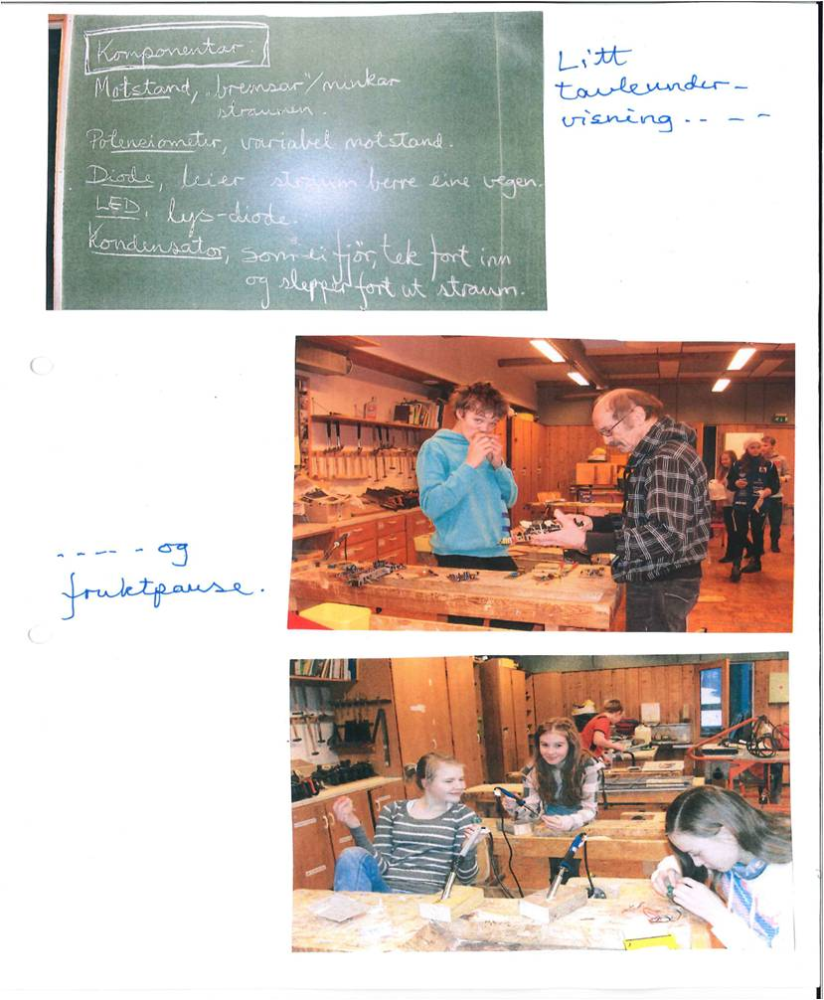 Komponentar:
Motstand, "bremsar"/minkar
straumen.
Potensiometer, variabel motstand.
Diode, leier straum berre eine vegen.
LED, lys-diode.
Kondensator, som ei fjör, tek fort inn
og slepper fort ut straum.
Litt
tavleunder-
visning.. - -
- - - - - og
fruktpause.